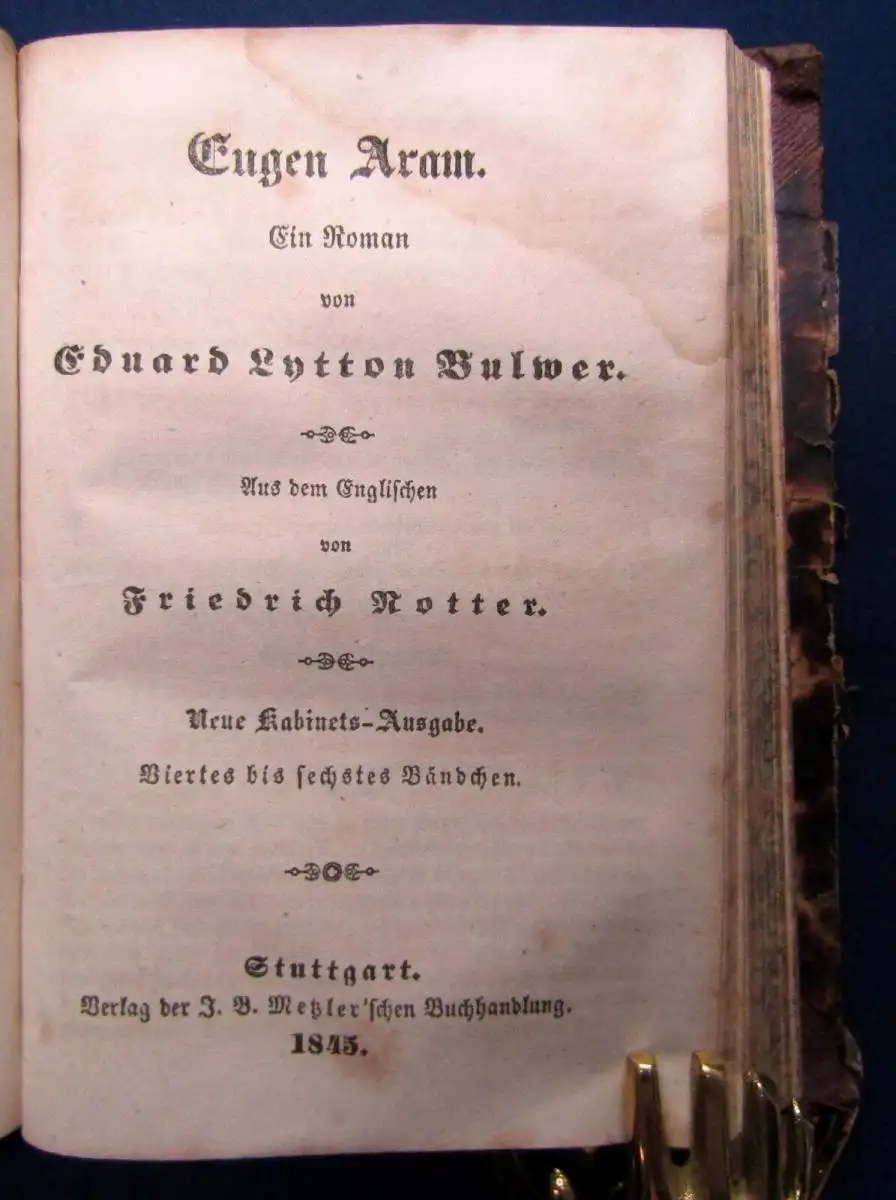 Eugen Aram.
Ein Roman
von
Eduard Lytton Bulwer.
Aus dem Engliſchen
von
Friedrich Notter.
Neue Kabinets-Ausgabe.
Viertes bis ſechstes Bändchen.
Stuttgart.
Verlag der J. B. Metzler'ſchen Buchhandlung.
1845.